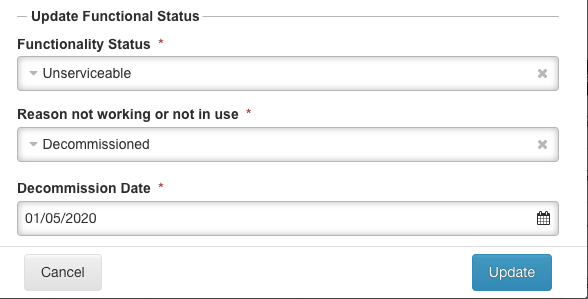 Update Functional Status
Functionality Status *
Unserviceable
Reason not working or not in use *
Decommissioned
Decommission Date *
01/05/2020
Cancel Update